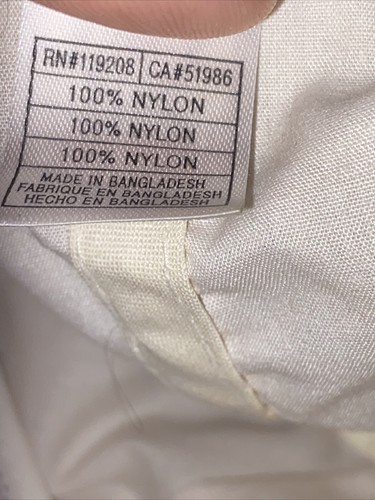 RN#119208 CA#51986
100% NYLON
100% NYLON
100% NYLON
MADE IN BANGLADESH
FABRIQUE EN BANGLADESH
HECHO EN BANGLADESH